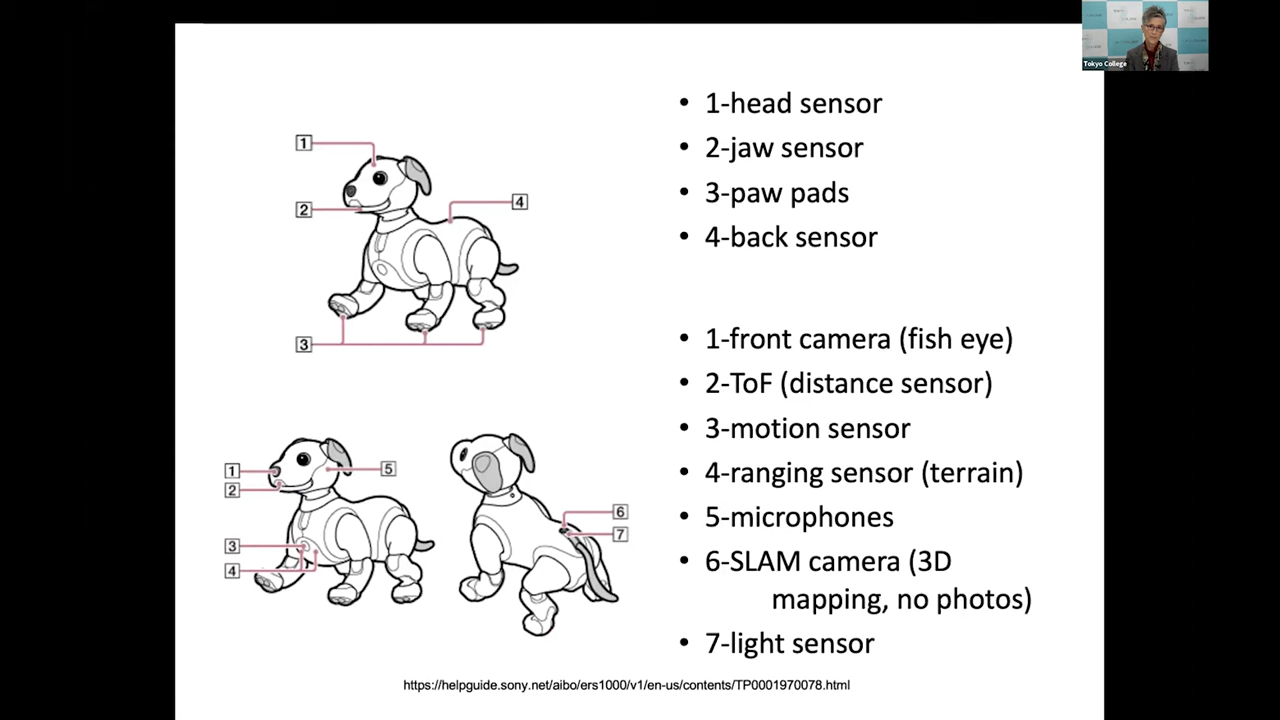 Tokyo College
1
2
3
4
• 1-head sensor
• 2-jaw sensor
• 3-paw pads
• 4-back sensor
1
2
3
4
5
6
7
• 1-front camera (fish eye)
• 2-ToF (distance sensor)
• 3-motion sensor
• 4-ranging sensor (terrain)
• 5-microphones
• 6-SLAM camera (3D
mapping, no photos)
• 7-light sensor
https://helpguide.sony.net/aibo/ers1000/v1/en-us/contents/TP0001970078.html